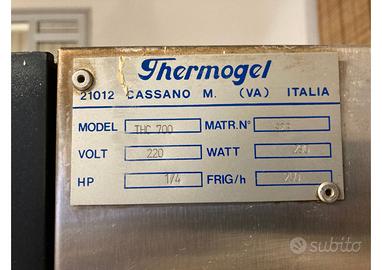 Thermogel
21012 CASSANO M. (VA) ITALIA
MODEL THC 700 MATR.N°
VOLT 220 WATT
HP 1/4 FRIG/h
subito